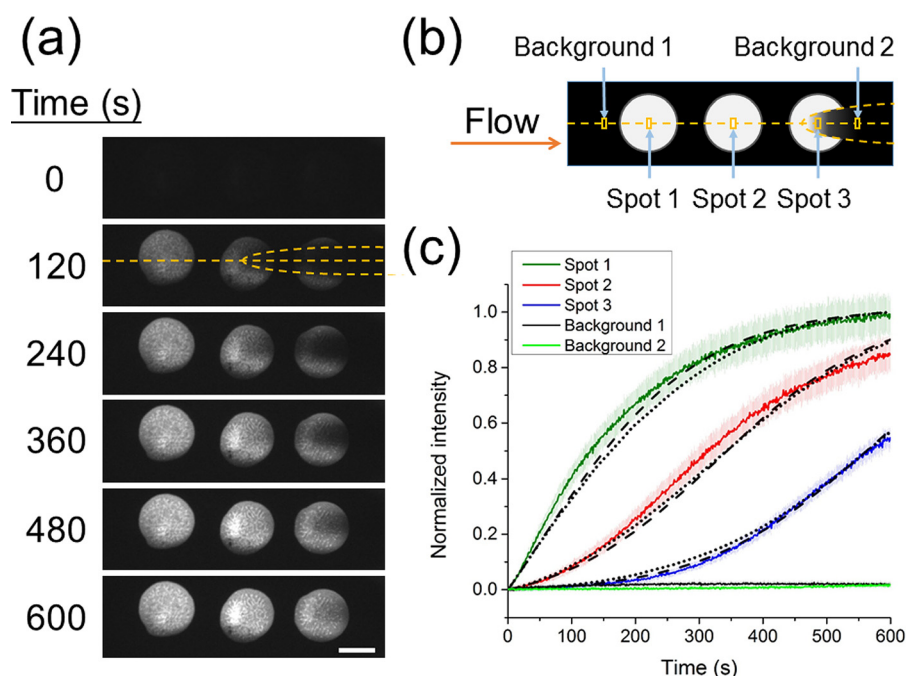 (a)
Time (s)
0
120
240
360
480
600
(b)
Background 1
Background 2
Flow
Spot 1
Spot 2
Spot 3
(c)
Spot 1
Spot 2
Spot 3
Background 1
Background 2
Normalized intensity
1.0
0.8
0.6
0.4
0.2
0.0
0
100
200
300
400
500
600
Time (s)